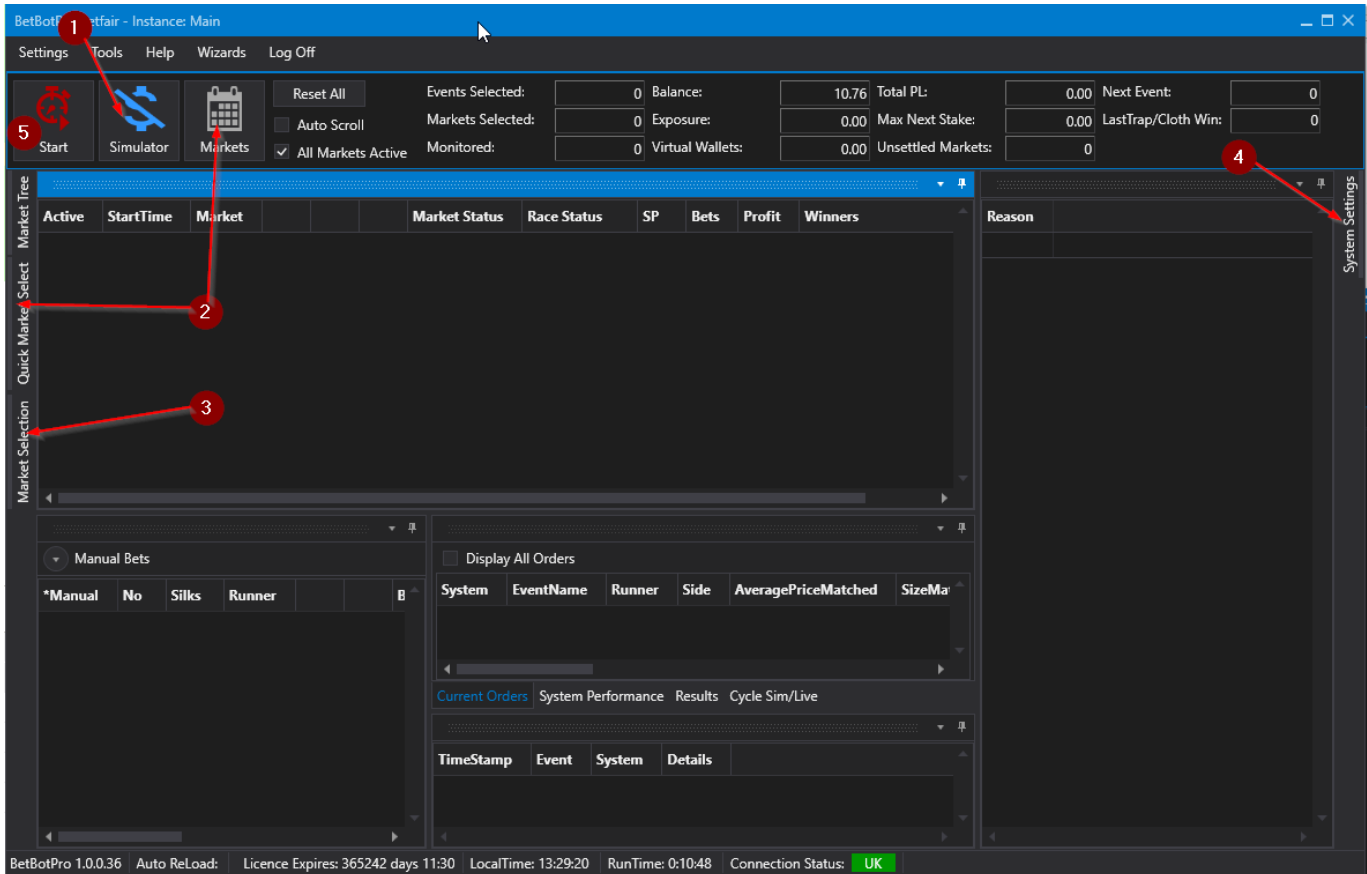 BetBotPro Betfair - Instance: Main
1
Settings Tools Help Wizards Log Off
Reset All Events Selected: 0 Balance: 10.76 Total PL: 0.00 Next Event: 0
Auto Scroll Markets Selected: 0 Exposure: 0.00 Max Next Stake: 0.00 LastTrap/Cloth Win: 0
5
Start Simulator Markets All Markets Active Monitored: 0 Virtual Wallets: 0.00 Unsettled Markets: 0
4
Market Tree
Quick Market Select
Market Selection
Active StartTime Market Market Status Race Status SP Bets Profit Winners
2
3
Reason
System Settings
Manual Bets
*Manual No Silks Runner B
Display All Orders
System EventName Runner Side AveragePriceMatched SizeMa
Current Orders System Performance Results Cycle Sim/Live
TimeStamp Event System Details
BetBotPro 1.0.0.36 Auto ReLoad: Licence Expires: 365242 days 11:30 LocalTime: 13:29:20 RunTime: 0:10:48 Connection Status: UK